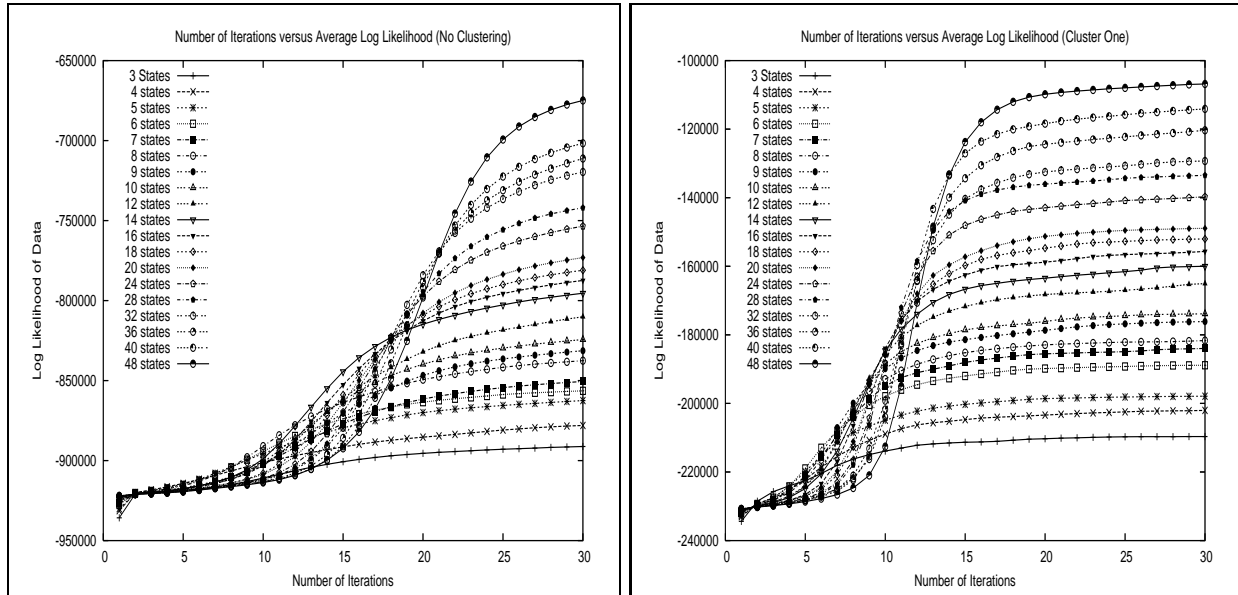 Number of Iterations versus Average Log Likelihood (No Clustering)
-650000
-700000
-750000
-800000
-850000
-900000
-950000
Log Likelihood of Data
3 States
4 states
5 states
6 states
7 states
8 states
9 states
10 states
12 states
14 states
16 states
18 states
20 states
24 states
28 states
32 states
36 states
40 states
48 states
0 5 10 15 20 25 30
Number of Iterations
Number of Iterations versus Average Log Likelihood (Cluster One)
-100000
-120000
-140000
-160000
-180000
-200000
-220000
-240000
Log Likelihood of Data
3 States
4 states
5 states
6 states
7 states
8 states
9 states
10 states
12 states
14 states
16 states
18 states
20 states
24 states
28 states
32 states
36 states
40 states
48 states
0 5 10 15 20 25 30
Number of Iterations